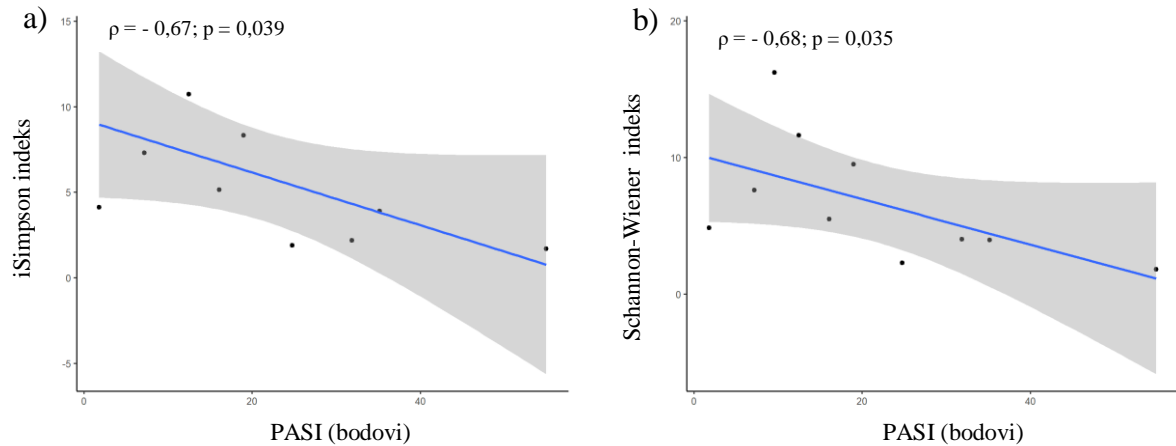 a)
ρ = - 0,67; p = 0,039
15
10
5
0
-5
0
20
40
iSimpson indeks
PASI (bodovi)
b)
ρ = - 0,68; p = 0,035
20
10
0
0
20
40
Schannon-Wiener indeks
PASI (bodovi)